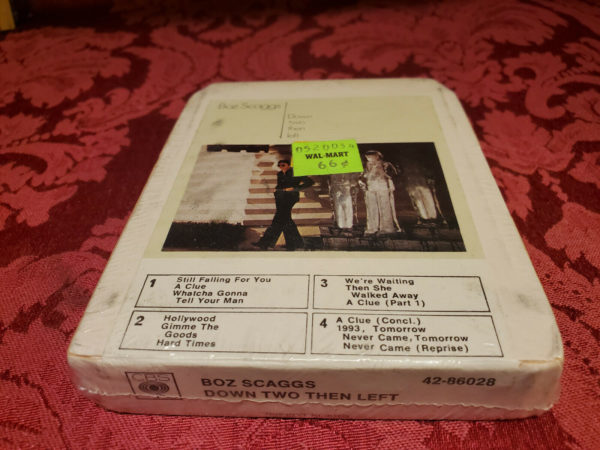 Boz Scaggs
Down
two
then
left
0520034
WAL-MART
66¢
1
Still Falling For You
A Clue
Whatcha Gonna
Tell Your Man
2
Hollywood
Gimme The
Goods
Hard Times
3
We're Waiting
Then She
Walked Away
A Clue (Part 1)
4
A Clue (Concl.)
1993, Tomorrow
Never Came,Tomorrow
Never Came (Reprise)
CBS
BOZ SCAGGS
42-86028
DOWN TWO THEN LEFT